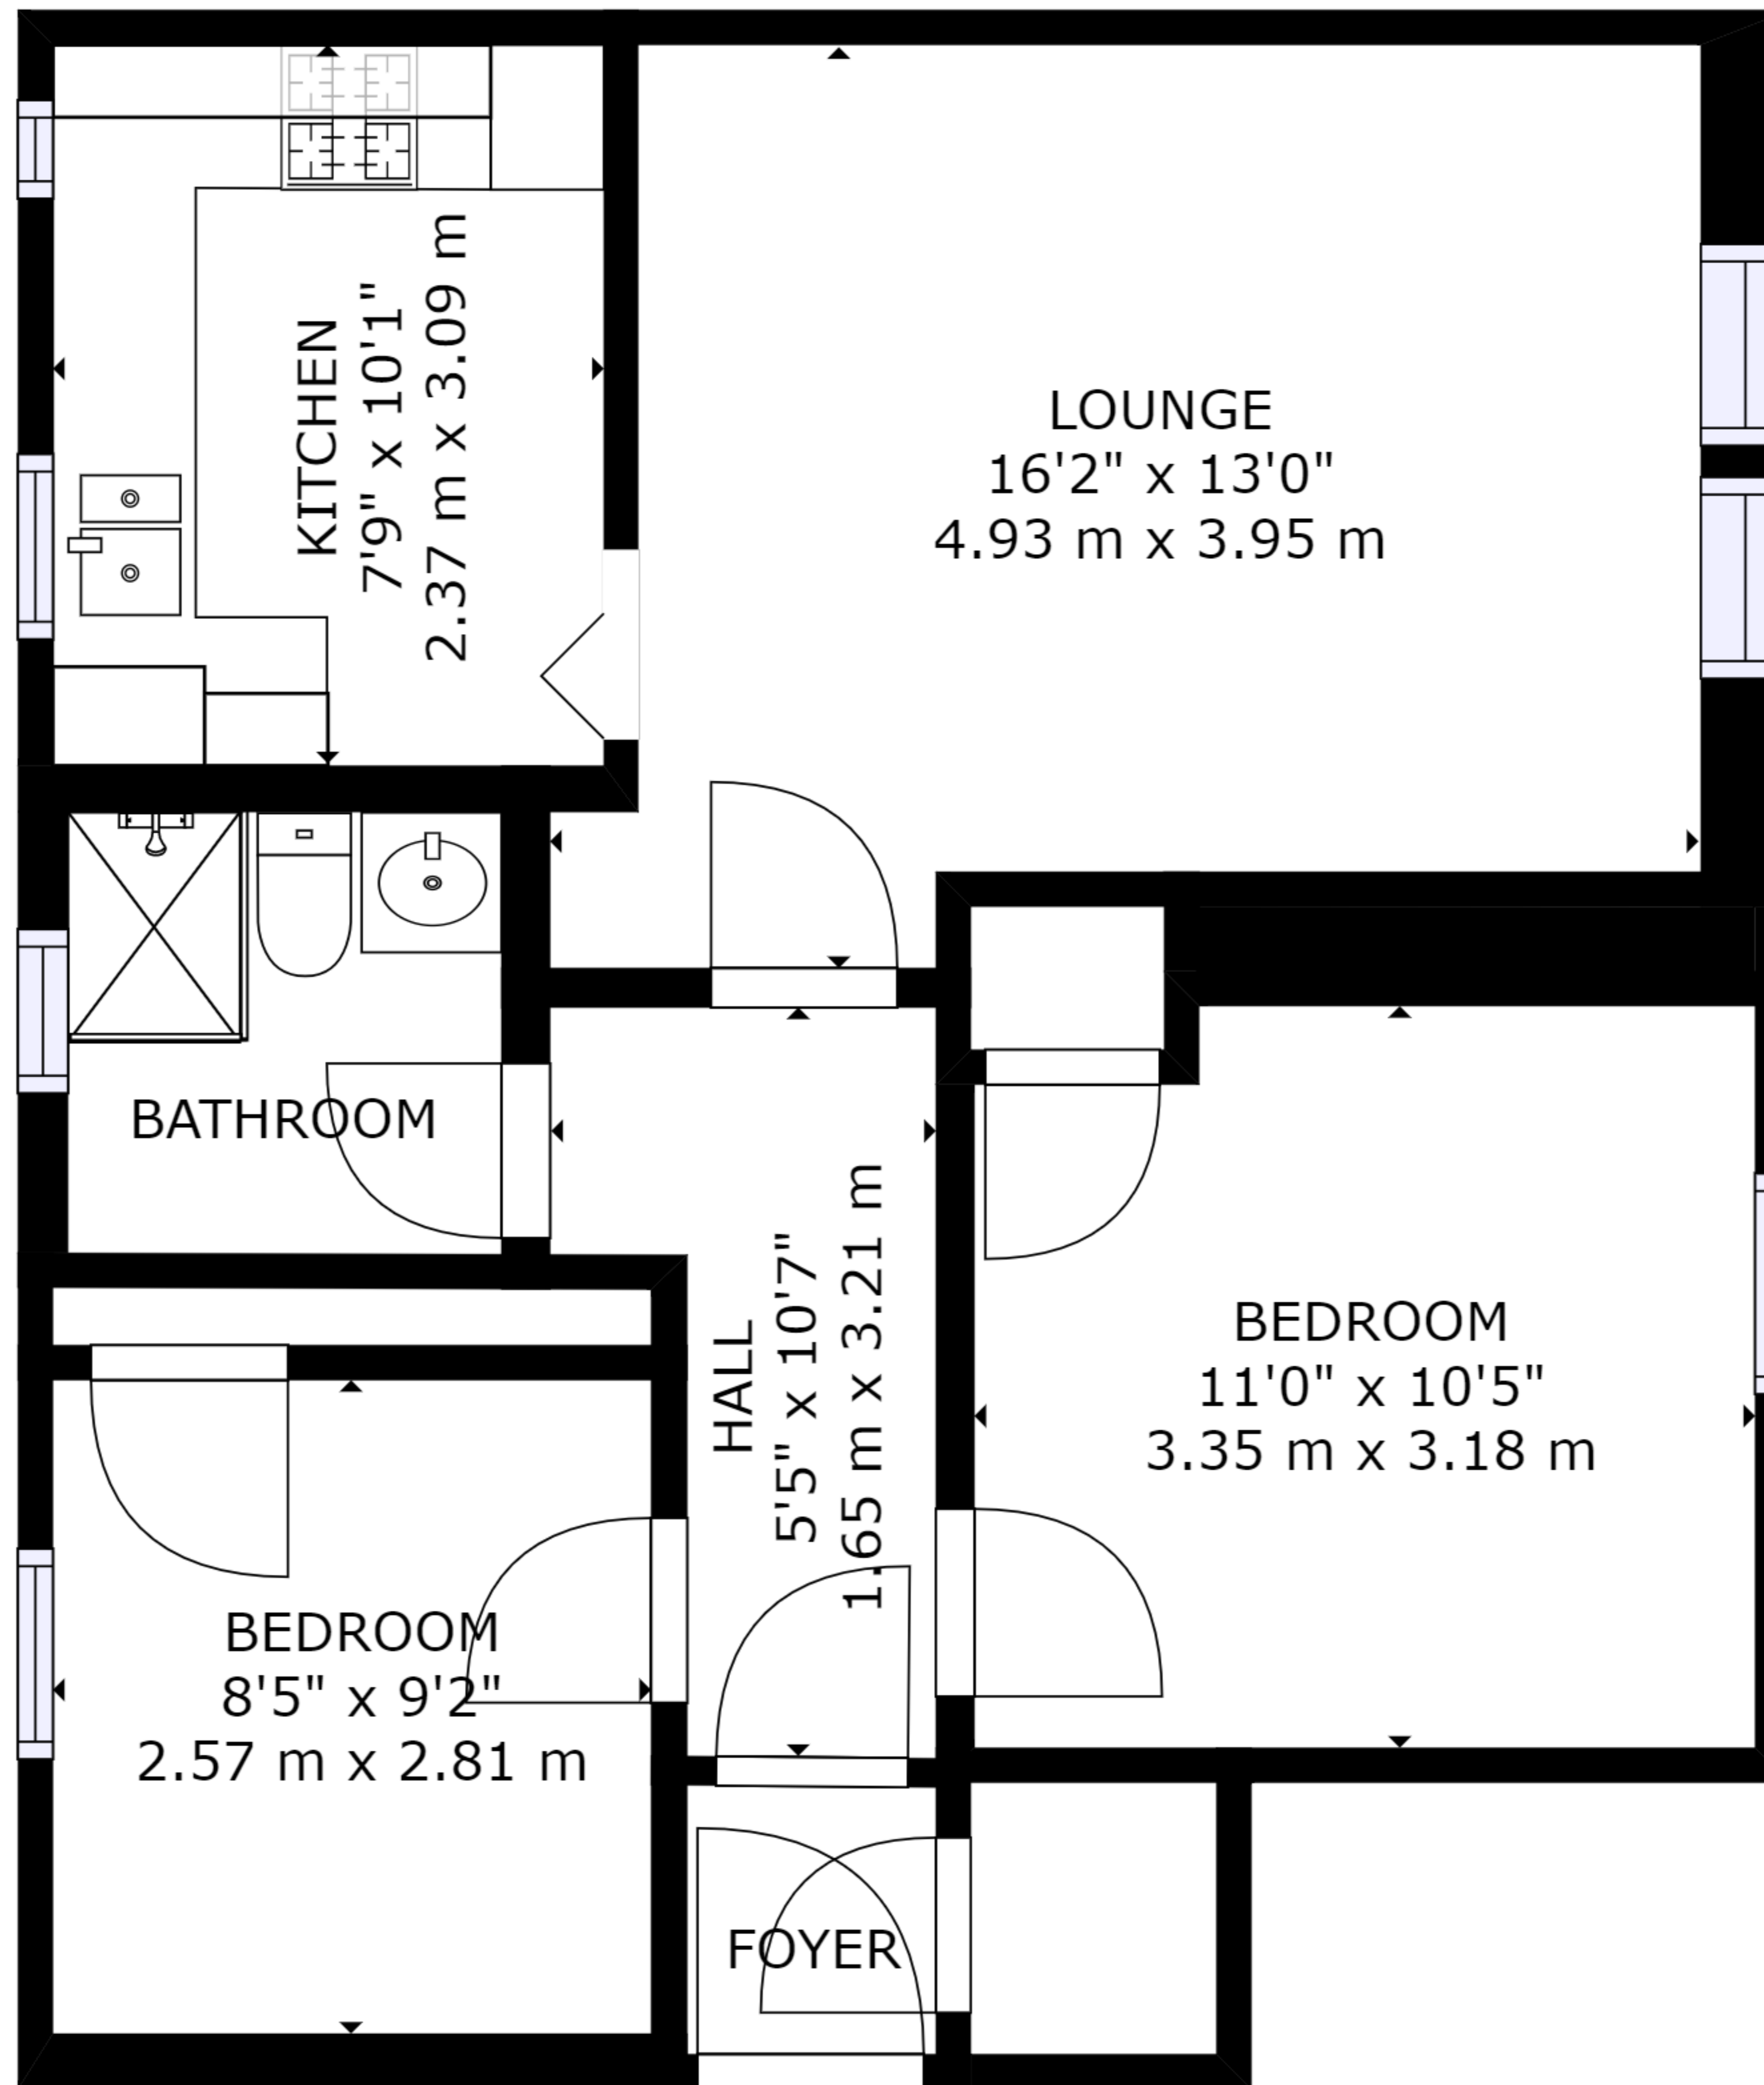 KITCHEN
7'9" x 10'1"
2.37 m x 3.09 m
LOUNGE
16'2" x 13'0"
4.93 m x 3.95 m
BATHROOM
HALL
5'5" x 10'7"
1.65 m x 3.21 m
BEDROOM
11'0" x 10'5"
3.35 m x 3.18 m
BEDROOM
8'5" x 9'2"
2.57 m x 2.81 m
FOYER